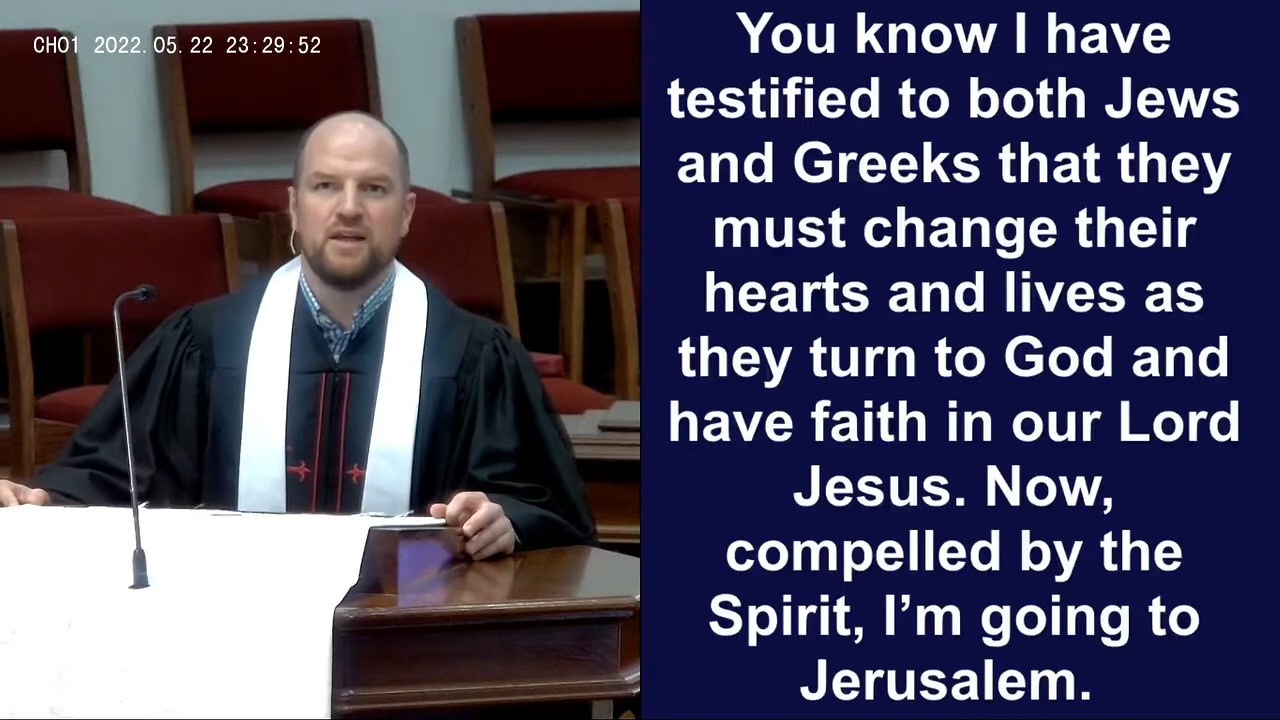 CH01 2022.05.22 23:29:52
You know I have
testified to both Jews
and Greeks that they
must change their
hearts and lives as
they turn to God and
have faith in our Lord
Jesus. Now,
compelled by the
Spirit, I’m going to
Jerusalem.